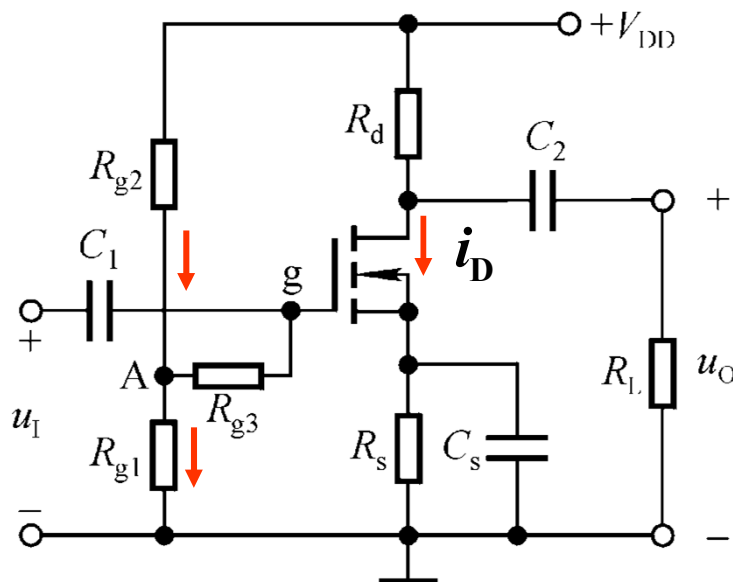 +V_DD
R_d
C_2
R_g2
+
C_1
g
i_D
+
A
R_g3
R_L
u_O
u_I
R_g1
R_s
C_s
−
−